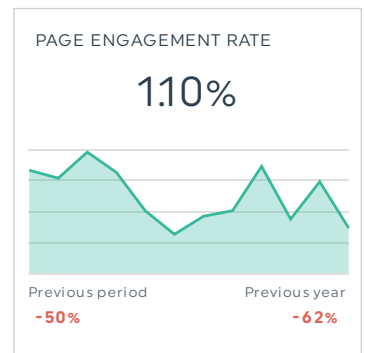 PAGE ENGAGEMENT RATE
1.10%
Previous period Previous year
-50% -62%